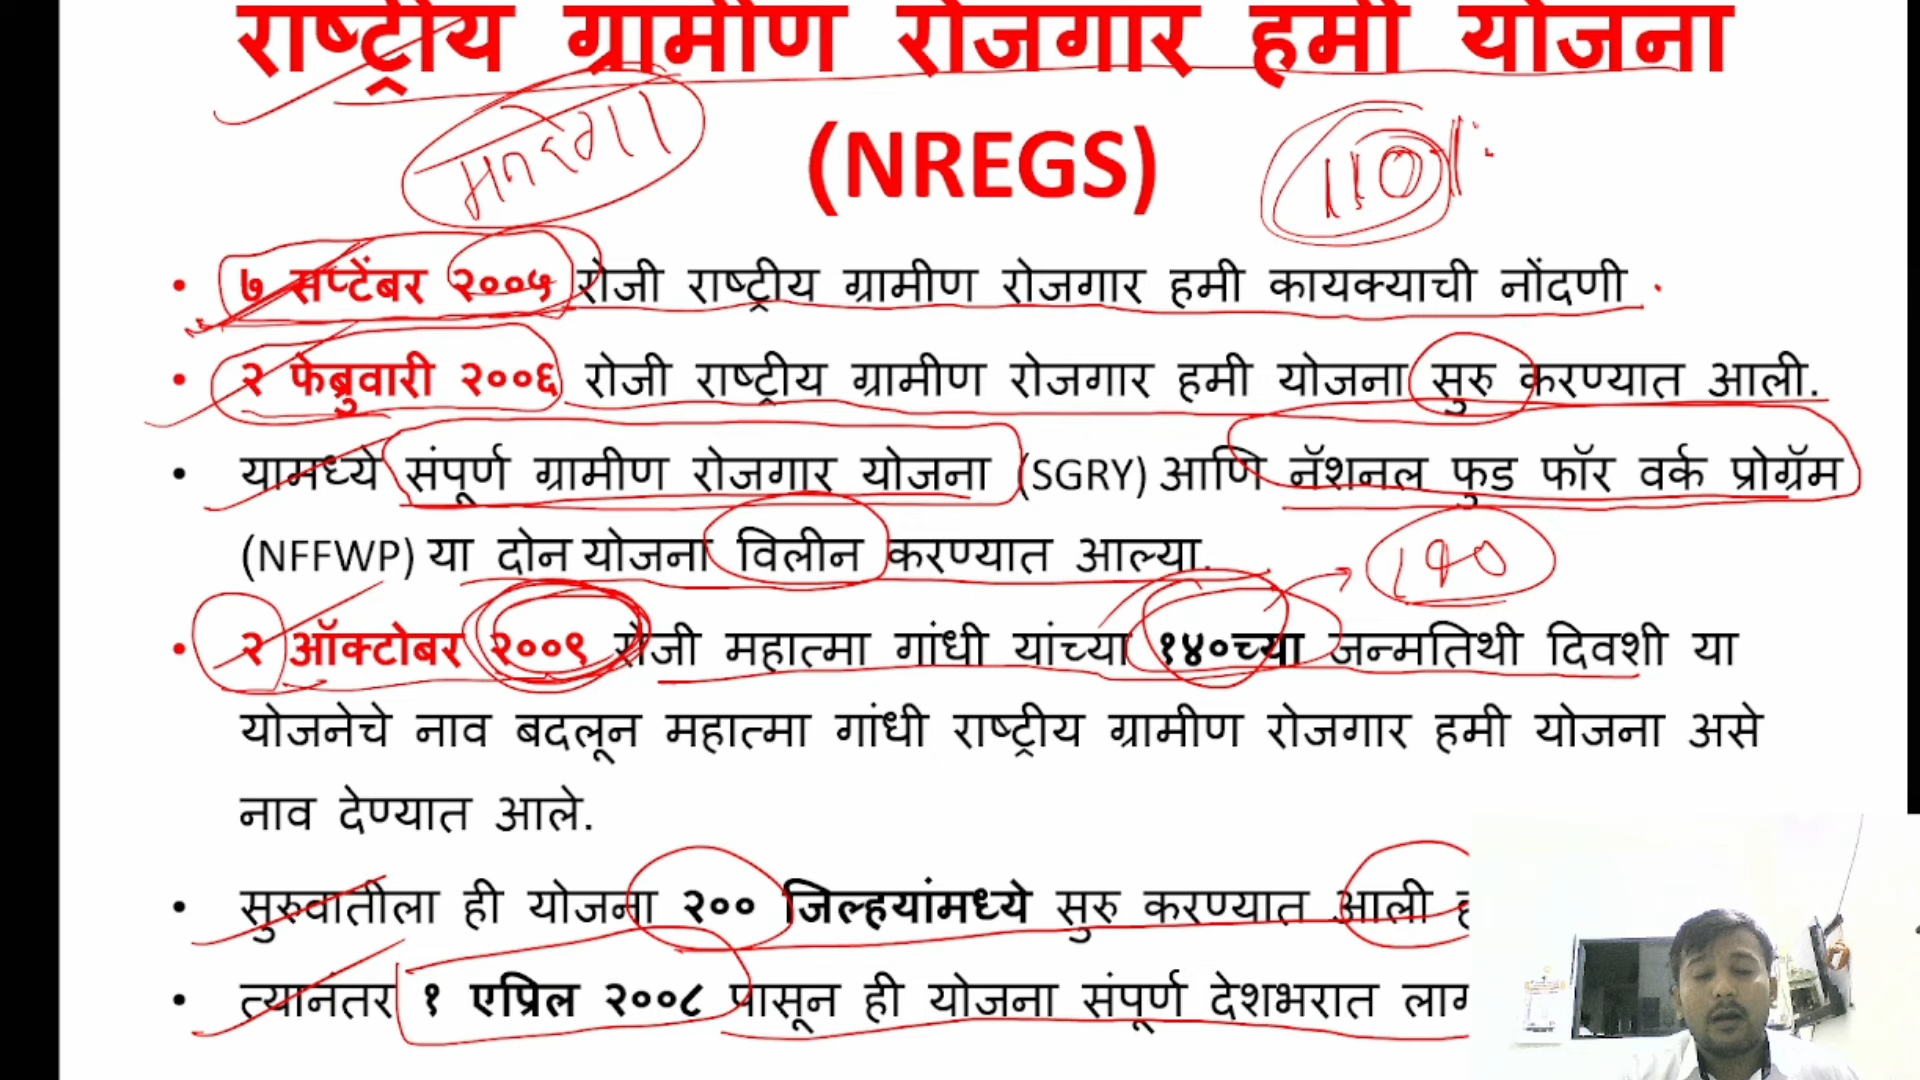 राष्ट्रीय ग्रामीण रोजगार हमी योजना
(NREGS)
मनरेगा
110%
• ७ सप्टेंबर २००५ रोजी राष्ट्रीय ग्रामीण रोजगार हमी कायक्याची नोंदणी .
• २ फेब्रुवारी २००६ रोजी राष्ट्रीय ग्रामीण रोजगार हमी योजना सुरु करण्यात आली.
• यामध्ये संपूर्ण ग्रामीण रोजगार योजना (SGRY) आणि नॅशनल फुड फॉर वर्क प्रोग्रॅम
(NFFWP) या दोन योजना विलीन करण्यात आल्या.
• २ ऑक्टोबर २००९ रोजी महात्मा गांधी यांच्या १४०च्या जन्मतिथी दिवशी या
योजनेचे नाव बदलून महात्मा गांधी राष्ट्रीय ग्रामीण रोजगार हमी योजना असे
नाव देण्यात आले.
• सुरुवातीला ही योजना २०० जिल्हयांमध्ये सुरु करण्यात आली
• त्यानंतर १ एप्रिल २००८ पासून ही योजना संपूर्ण देशभरात